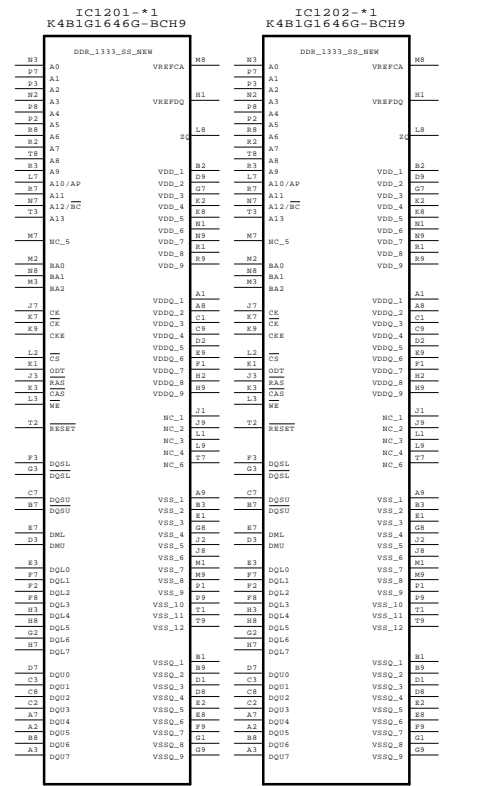 IC1201-*1
K4B1G1646G-BCH9
DDR_1333_SS_NEW
N3 A0
P7 A1
P3 A2
N2 A3
P8 A4
P2 A5
R8 A6
R2 A7
T8 A8
R3 A9
L7 A10/AP
R7 A11
N7 A12/BC
T3 A13
M7 NC_5
M2 BA0
N8 BA1
M3 BA2
J7 CK
K7 CK
K9 CKE
L2 CS
K1 ODT
J3 RAS
K3 CAS
L3 WE
T2 RESET
F3 DQSL
G3 DQSL
C7 DQSU
B7 DQSU
E7 DML
D3 DMU
E3 DQL0
F7 DQL1
F2 DQL2
F8 DQL3
H3 DQL4
H8 DQL5
G2 DQL6
H7 DQL7
D7 DQU0
C3 DQU1
C8 DQU2
C2 DQU3
A7 DQU4
A2 DQU5
B8 DQU6
A3 DQU7
VREFCA M8
VREFDQ H1
ZQ L8
VDD_1 B2
VDD_2 D9
VDD_3 G7
VDD_4 K2
VDD_5 K8
VDD_6 N1
VDD_7 N9
VDD_8 R1
VDD_9 R9
VDDQ_1 A1
VDDQ_2 A8
VDDQ_3 C1
VDDQ_4 C9
VDDQ_5 D2
VDDQ_6 E9
VDDQ_7 F1
VDDQ_8 H2
VDDQ_9 H9
NC_1 J1
NC_2 J9
NC_3 L1
NC_4 L9
NC_6 T7
VSS_1 A9
VSS_2 B3
VSS_3 E1
VSS_4 G8
VSS_5 J2
VSS_6 J8
VSS_7 M1
VSS_8 M9
VSS_9 P1
VSS_10 P9
VSS_11 T1
VSS_12 T9
VSSQ_1 B1
VSSQ_2 B9
VSSQ_3 D1
VSSQ_4 D8
VSSQ_5 E2
VSSQ_6 E8
VSSQ_7 F9
VSSQ_8 G1
VSSQ_9 G9
IC1202-*1
K4B1G1646G-BCH9
DDR_1333_SS_NEW
N3 A0
P7 A1
P3 A2
N2 A3
P8 A4
P2 A5
R8 A6
R2 A7
T8 A8
R3 A9
L7 A10/AP
R7 A11
N7 A12/BC
T3 A13
M7 NC_5
M2 BA0
N8 BA1
M3 BA2
J7 CK
K7 CK
K9 CKE
L2 CS
K1 ODT
J3 RAS
K3 CAS
L3 WE
T2 RESET
F3 DQSL
G3 DQSL
C7 DQSU
B7 DQSU
E7 DML
D3 DMU
E3 DQL0
F7 DQL1
F2 DQL2
F8 DQL3
H3 DQL4
H8 DQL5
G2 DQL6
H7 DQL7
D7 DQU0
C3 DQU1
C8 DQU2
C2 DQU3
A7 DQU4
A2 DQU5
B8 DQU6
A3 DQU7
VREFCA M8
VREFDQ H1
ZQ L8
VDD_1 B2
VDD_2 D9
VDD_3 G7
VDD_4 K2
VDD_5 K8
VDD_6 N1
VDD_7 N9
VDD_8 R1
VDD_9 R9
VDDQ_1 A1
VDDQ_2 A8
VDDQ_3 C1
VDDQ_4 C9
VDDQ_5 D2
VDDQ_6 E9
VDDQ_7 F1
VDDQ_8 H2
VDDQ_9 H9
NC_1 J1
NC_2 J9
NC_3 L1
NC_4 L9
NC_6 T7
VSS_1 A9
VSS_2 B3
VSS_3 E1
VSS_4 G8
VSS_5 J2
VSS_6 J8
VSS_7 M1
VSS_8 M9
VSS_9 P1
VSS_10 P9
VSS_11 T1
VSS_12 T9
VSSQ_1 B1
VSSQ_2 B9
VSSQ_3 D1
VSSQ_4 D8
VSSQ_5 E2
VSSQ_6 E8
VSSQ_7 F9
VSSQ_8 G1
VSSQ_9 G9